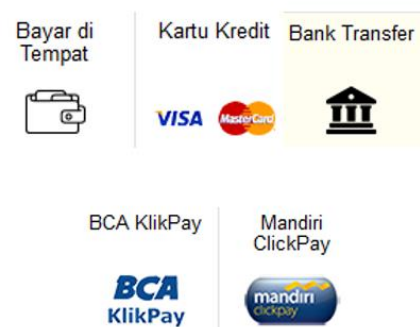 Bayar di
Tempat
Kartu Kredit
Bank Transfer
VISA
MasterCard
BCA KlikPay
Mandiri
ClickPay
BCA
KlikPay
mandiri
clickpay